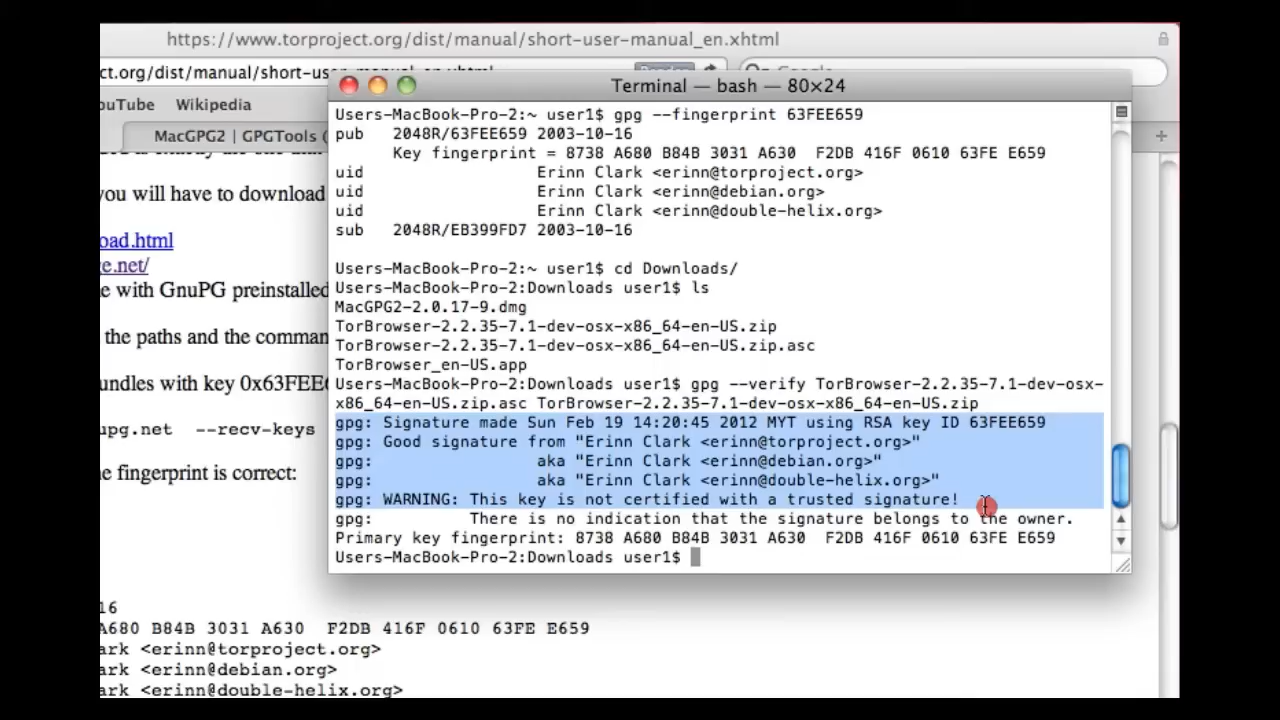 https://www.torproject.org/dist/manual/short-user-manual_en.xhtml
ct.org/dist/manual/short-user-manual_en.xhtml
Reader
Google
Terminal — bash — 80×24
YouTube Wikipedia
MacGPG2 | GPGTools (
Users-MacBook-Pro-2:~ user1$ gpg --fingerprint 63FEE659
pub 2048R/63FEE659 2003-10-16
Key fingerprint = 8738 A680 B84B 3031 A630 F2DB 416F 0610 63FE E659
uid Erinn Clark <erinn@torproject.org>
uid Erinn Clark <erinn@debian.org>
uid Erinn Clark <erinn@double-helix.org>
sub 2048R/EB399FD7 2003-10-16
Users-MacBook-Pro-2:~ user1$ cd Downloads/
Users-MacBook-Pro-2:Downloads user1$ ls
MacGPG2-2.0.17-9.dmg
TorBrowser-2.2.35-7.1-dev-osx-x86_64-en-US.zip
TorBrowser-2.2.35-7.1-dev-osx-x86_64-en-US.zip.asc
TorBrowser_en-US.app
Users-MacBook-Pro-2:Downloads user1$ gpg --verify TorBrowser-2.2.35-7.1-dev-osx-
x86_64-en-US.zip.asc TorBrowser-2.2.35-7.1-dev-osx-x86_64-en-US.zip
gpg: Signature made Sun Feb 19 14:20:45 2012 MYT using RSA key ID 63FEE659
gpg: Good signature from "Erinn Clark <erinn@torproject.org>"
gpg: aka "Erinn Clark <erinn@debian.org>"
gpg: aka "Erinn Clark <erinn@double-helix.org>"
gpg: WARNING: This key is not certified with a trusted signature!
gpg: There is no indication that the signature belongs to the owner.
Primary key fingerprint: 8738 A680 B84B 3031 A630 F2DB 416F 0610 63FE E659
Users-MacBook-Pro-2:Downloads user1$
you will have to download
oad.html
e.net/
e with GnuPG preinstalled
the paths and the comman
undles with key 0x63FEE6
upg.net --recv-keys
he fingerprint is correct:
16
A680 B84B 3031 A630 F2DB 416F 0610 63FE E659
ark <erinn@torproject.org>
ark <erinn@debian.org>
ark <erinn@double-helix.org>